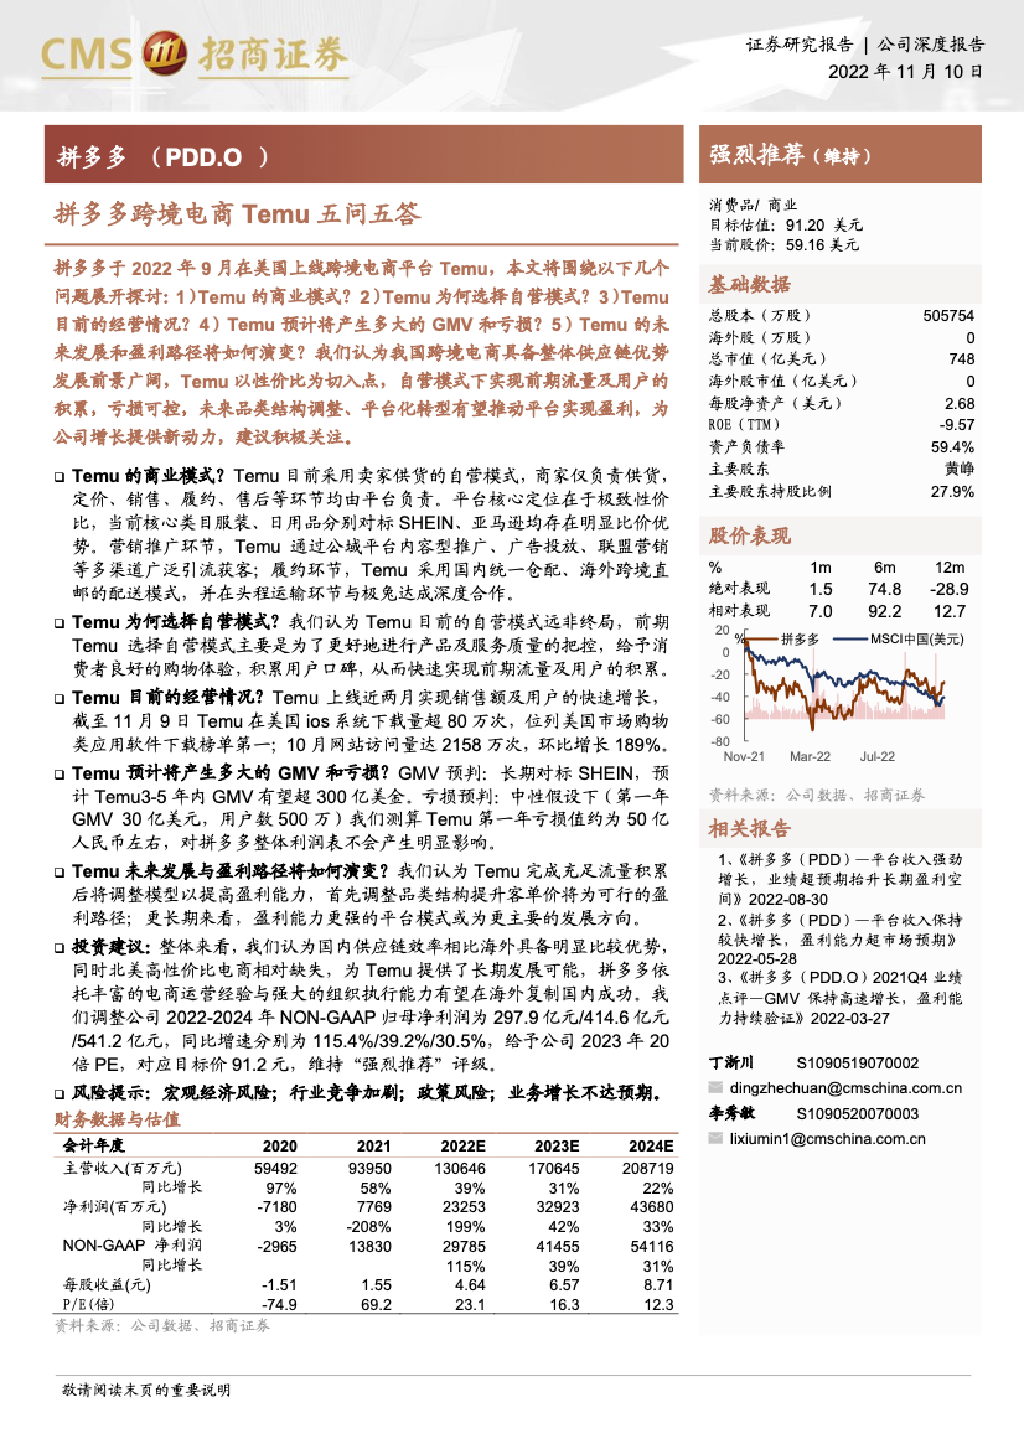 CMS 招商证券
证券研究报告 | 公司深度报告
2022 年 11 月 10 日
拼多多 （PDD.O ）
拼多多跨境电商 Temu 五问五答
拼多多于 2022 年 9 月在美国上线跨境电商平台 Temu，本文将围绕以下几个
问题展开探讨：1）Temu 的商业模式？2）Temu 为何选择自营模式？3）Temu
目前的经营情况？4）Temu 预计将产生多大的 GMV 和亏损？5）Temu 的未
来发展和盈利路径将如何演变？我们认为我国跨境电商具备整体供应链优势
发展前景广阔，Temu 以性价比为切入点，自营模式下实现前期流量及用户的
积累，亏损可控，未来品类结构调整、平台化转型有望推动平台实现盈利，为
公司增长提供新动力，建议积极关注。
❑ Temu 的商业模式？Temu 目前采用卖家供货的自营模式，商家仅负责供货，
定价、销售、履约、售后等环节均由平台负责。平台核心定位在于极致性价
比，当前核心类目服装、日用品分别对标 SHEIN、亚马逊均存在明显比价优
势。营销推广环节，Temu 通过公域平台内容型推广、广告投放、联盟营销
等多渠道广泛引流获客；履约环节，Temu 采用国内统一仓配、海外跨境直
邮的配送模式，并在头程运输环节与极兔达成深度合作。
❑ Temu 为何选择自营模式？我们认为 Temu 目前的自营模式远非终局，前期
Temu 选择自营模式主要是为了更好地进行产品及服务质量的把控，给予消
费者良好的购物体验，积累用户口碑，从而快速实现前期流量及用户的积累。
❑ Temu 目前的经营情况？Temu 上线近两月实现销售额及用户的快速增长，
截至 11 月 9 日 Temu 在美国 ios 系统下载量超 80 万次，位列美国市场购物
类应用软件下载榜单第一；10 月网站访问量达 2158 万次，环比增长 189%。
❑ Temu 预计将产生多大的 GMV 和亏损？GMV 预判：长期对标 SHEIN，预
计 Temu3-5 年内 GMV 有望超 300 亿美金。亏损预判：中性假设下（第一年
GMV 30 亿美元，用户数 500 万）我们测算 Temu 第一年亏损值约为 50 亿
人民币左右，对拼多多整体利润表不会产生明显影响。
❑ Temu 未来发展与盈利路径将如何演变？我们认为 Temu 完成充足流量积累
后将调整模型以提高盈利能力，首先调整品类结构提升客单价将为可行的盈
利路径；更长期来看，盈利能力更强的平台模式或为更主要的发展方向。
❑ 投资建议：整体来看，我们认为国内供应链效率相比海外具备明显比较优势，
同时北美高性价比电商相对缺失，为 Temu 提供了长期发展可能，拼多多依
托丰富的电商运营经验与强大的组织执行能力有望在海外复制国内成功。我
们调整公司 2022-2024 年 NON-GAAP 归母净利润为 297.9 亿元/414.6 亿元
/541.2 亿元，同比增速分别为 115.4%/39.2%/30.5%，给予公司 2023 年 20
倍 PE，对应目标价 91.2 元，维持“强烈推荐”评级。
❑ 风险提示：宏观经济风险；行业竞争加剧；政策风险；业务增长不达预期。
财务数据与估值
会计年度 2020 2021 2022E 2023E 2024E
主营收入(百万元) 59492 93950 130646 170645 208719
同比增长 97% 58% 39% 31% 22%
净利润(百万元) -7180 7769 23253 32923 43680
同比增长 3% -208% 199% 42% 33%
NON-GAAP 净利润 -2965 13830 29785 41455 54116
同比增长 115% 39% 31%
每股收益(元) -1.51 1.55 4.64 6.57 8.71
P/E(倍) -74.9 69.2 23.1 16.3 12.3
资料来源：公司数据、招商证券
强烈推荐（维持）
消费品/ 商业
目标估值：91.20 美元
当前股价：59.16 美元
基础数据
总股本（万股） 505754
海外股（万股） 0
总市值（亿美元） 748
海外股市值（亿美元） 0
每股净资产（美元） 2.68
ROE（TTM） -9.57
资产负债率 59.4%
主要股东 黄峥
主要股东持股比例 27.9%
股价表现
% 1m 6m 12m
绝对表现 1.5 74.8 -28.9
相对表现 7.0 92.2 12.7
% 拼多多 MSCI中国(美元)
20
0
-20
-40
-60
-80
Nov-21 Mar-22 Jul-22
资料来源：公司数据、招商证券
相关报告
1、《拼多多（PDD）—平台收入强劲
增长，业绩超预期抬升长期盈利空
间》2022-08-30
2、《拼多多（PDD）—平台收入保持
较快增长，盈利能力超市场预期》
2022-05-28
3、《拼多多（PDD.O）2021Q4 业绩
点评—GMV 保持高速增长，盈利能
力持续验证》2022-03-27
丁浙川 S1090519070002
dingzhechuan@cmschina.com.cn
李秀敏 S1090520070003
lixiumin1@cmschina.com.cn
敬请阅读末页的重要说明